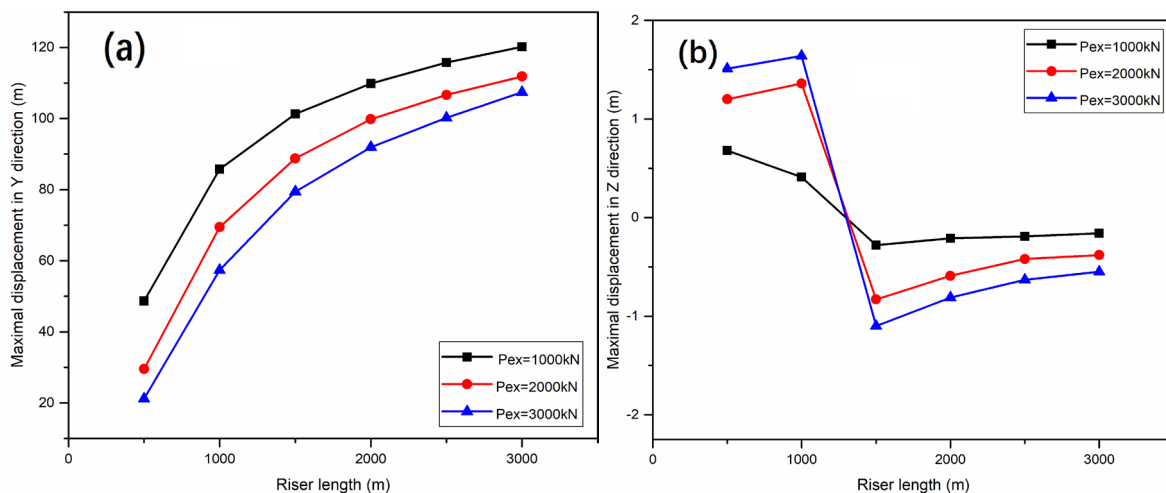 (a)
Maximal displacement in Y direction (m)
120
100
80
60
40
20
0
1000
2000
3000
Riser length (m)
Pex=1000kN
Pex=2000kN
Pex=3000kN
(b)
Maximal displacement in Z direction (m)
2
1
0
-1
-2
0
1000
2000
3000
Riser length (m)
Pex=1000kN
Pex=2000kN
Pex=3000kN